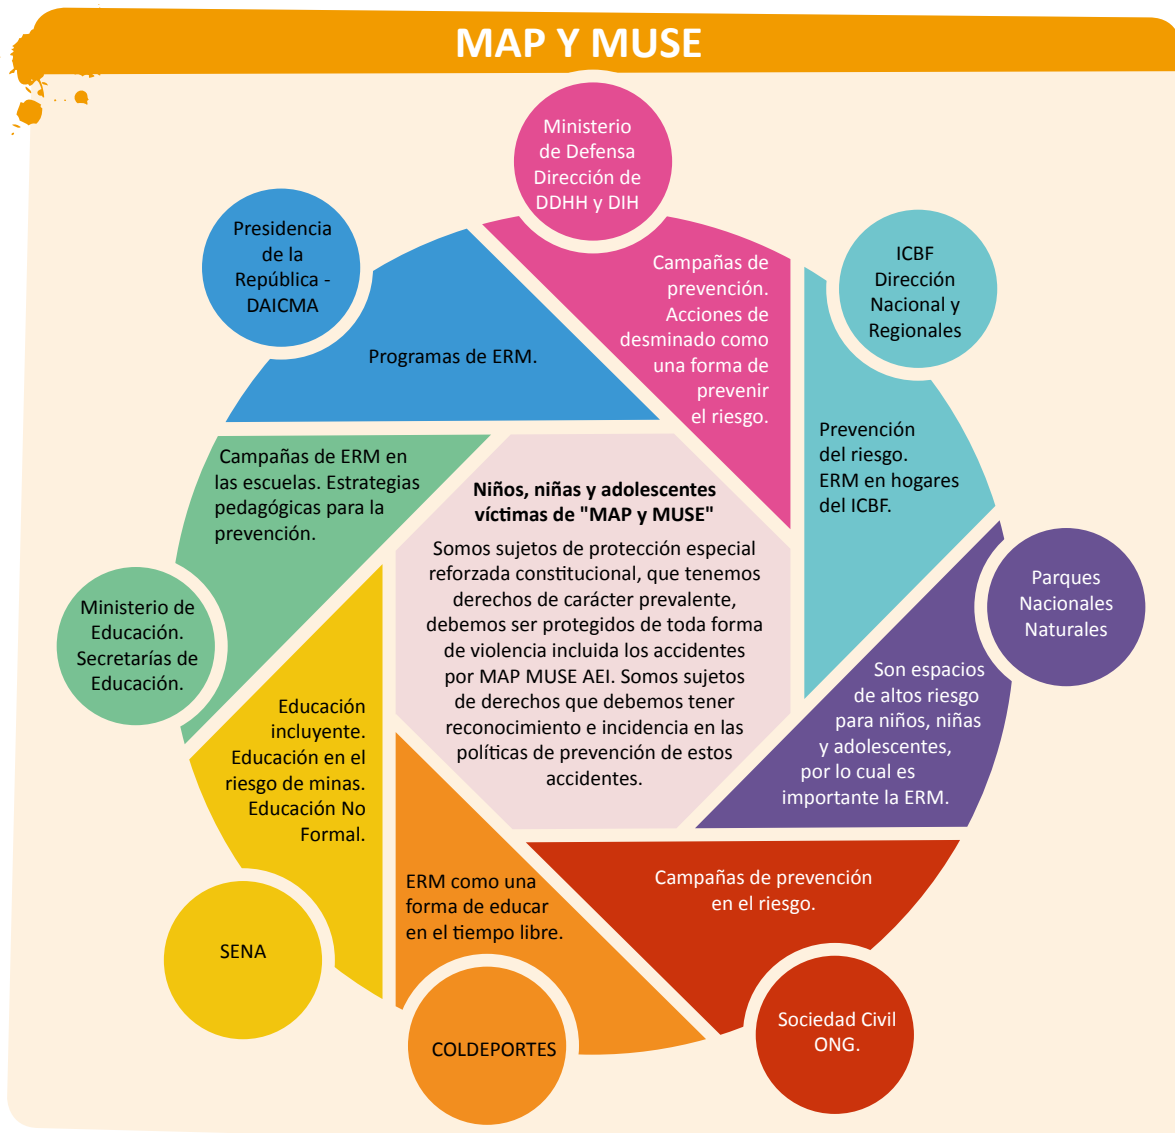 MAP Y MUSE
Ministerio
de Defensa
Dirección de
DDHH y DIH
Campañas de
prevención.
Acciones de
desminado como
una forma de
prevenir
el riesgo.
ICBF
Dirección
Nacional y
Regionales
Prevención
del riesgo.
ERM en hogares
del ICBF.
Parques
Nacionales
Naturales
Son espacios
de altos riesgo
para niños, niñas
y adolescentes,
por lo cual es
importante la ERM.
Sociedad Civil
ONG.
Campañas de prevención
en el riesgo.
COLDEPORTES
ERM como una
forma de educar
en el tiempo libre.
SENA
Educación
incluyente.
Educación en el
riesgo de minas.
Educación No
Formal.
Ministerio de
Educación.
Secretarías de
Educación.
Campañas de ERM en
las escuelas. Estrategias
pedagógicas para la
prevención.
Presidencia
de la
República -
DAICMA
Programas de ERM.
Niños, niñas y adolescentes
víctimas de "MAP y MUSE"
Somos sujetos de protección especial
reforzada constitucional, que tenemos
derechos de carácter prevalente,
debemos ser protegidos de toda forma
de violencia incluida los accidentes
por MAP MUSE AEI. Somos sujetos
de derechos que debemos tener
reconocimiento e incidencia en las
políticas de prevención de estos
accidentes.